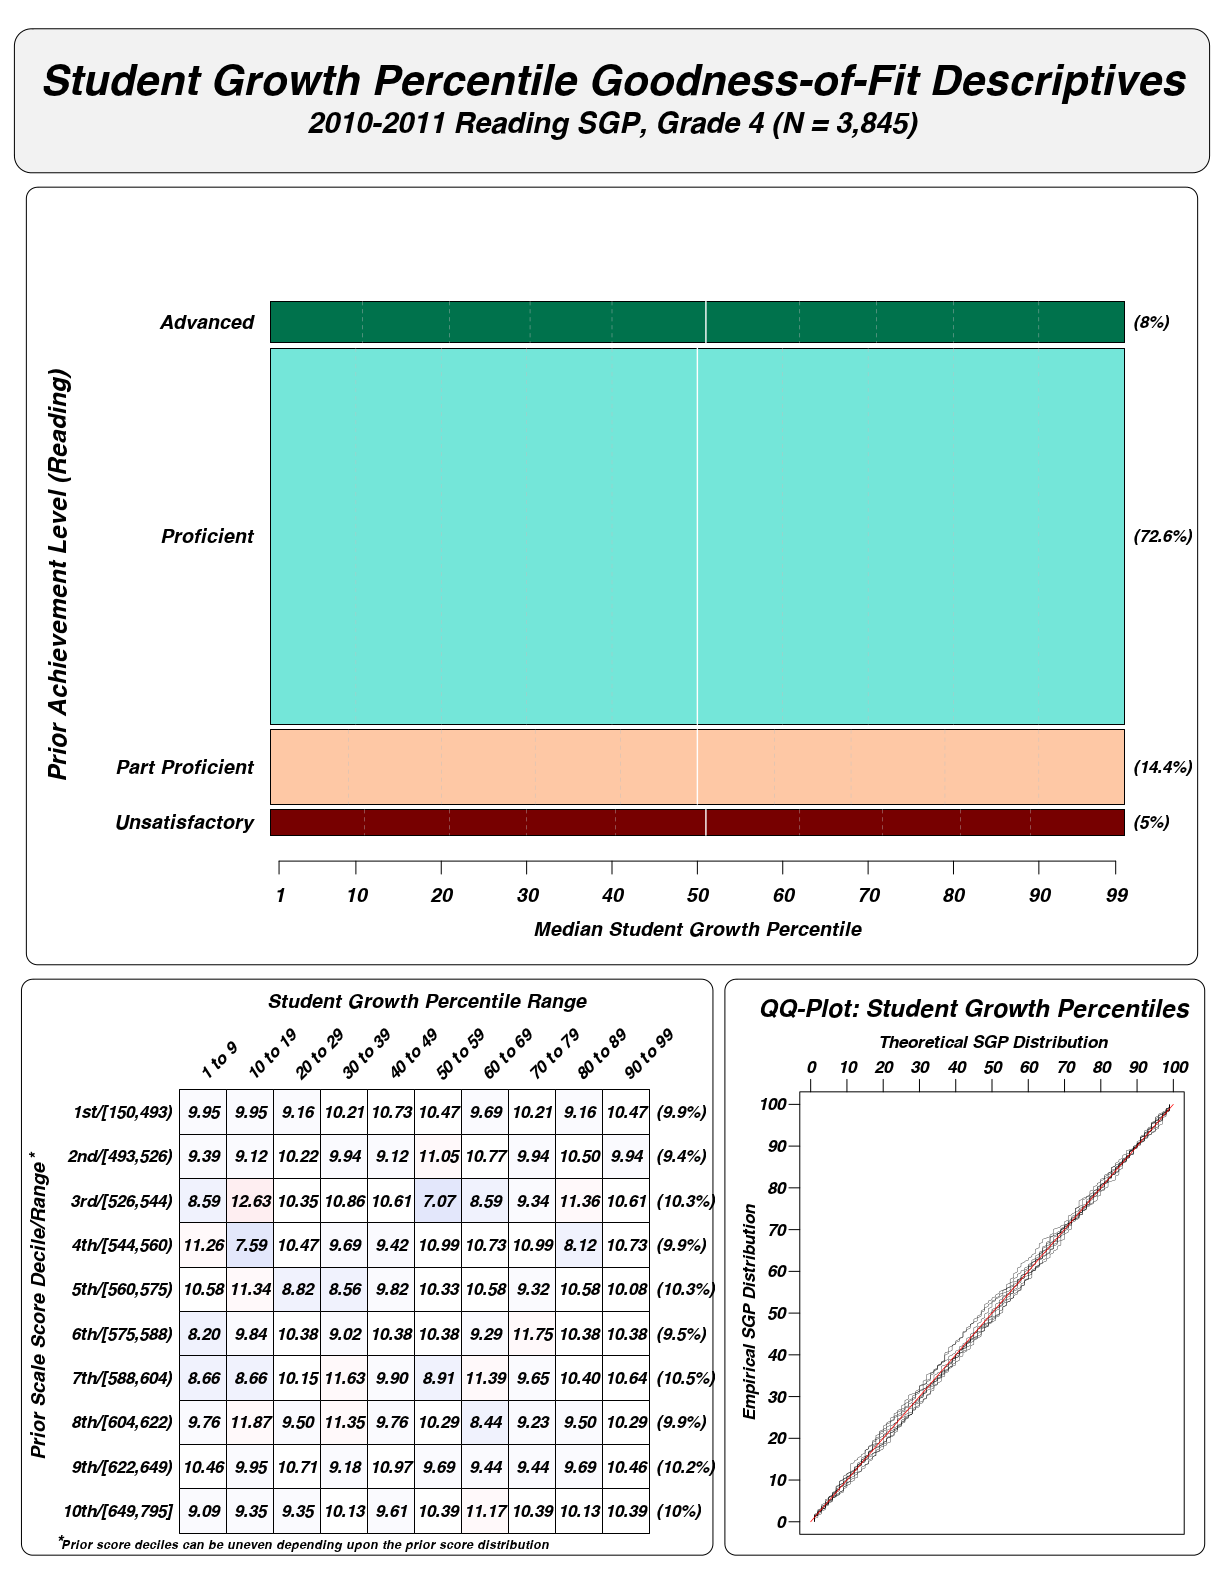 Student Growth Percentile Goodness-of-Fit Descriptives
2010-2011 Reading SGP, Grade 4 (N = 3,845)
Prior Achievement Level (Reading)
Advanced (8%)
Proficient (72.6%)
Part Proficient (14.4%)
Unsatisfactory (5%)
1 10 20 30 40 50 60 70 80 90 99
Median Student Growth Percentile
Student Growth Percentile Range
1 to 9 10 to 19 20 to 29 30 to 39 40 to 49 50 to 59 60 to 69 70 to 79 80 to 89 90 to 99
Prior Scale Score Decile/Range*
1st/[150,493) 9.95 9.95 9.16 10.21 10.73 10.47 9.69 10.21 9.16 10.47 (9.9%)
2nd/[493,526) 9.39 9.12 10.22 9.94 9.12 11.05 10.77 9.94 10.50 9.94 (9.4%)
3rd/[526,544) 8.59 12.63 10.35 10.86 10.61 7.07 8.59 9.34 11.36 10.61 (10.3%)
4th/[544,560) 11.26 7.59 10.47 9.69 9.42 10.99 10.73 10.99 8.12 10.73 (9.9%)
5th/[560,575) 10.58 11.34 8.82 8.56 9.82 10.33 10.58 9.32 10.58 10.08 (10.3%)
6th/[575,588) 8.20 9.84 10.38 9.02 10.38 10.38 9.29 11.75 10.38 10.38 (9.5%)
7th/[588,604) 8.66 8.66 10.15 11.63 9.90 8.91 11.39 9.65 10.40 10.64 (10.5%)
8th/[604,622) 9.76 11.87 9.50 11.35 9.76 10.29 8.44 9.23 9.50 10.29 (9.9%)
9th/[622,649) 10.46 9.95 10.71 9.18 10.97 9.69 9.44 9.44 9.69 10.46 (10.2%)
10th/[649,795] 9.09 9.35 9.35 10.13 9.61 10.39 11.17 10.39 10.13 10.39 (10%)
*Prior score deciles can be uneven depending upon the prior score distribution
QQ-Plot: Student Growth Percentiles
Theoretical SGP Distribution
0 10 20 30 40 50 60 70 80 90 100
Empirical SGP Distribution
100
90
80
70
60
50
40
30
20
10
0